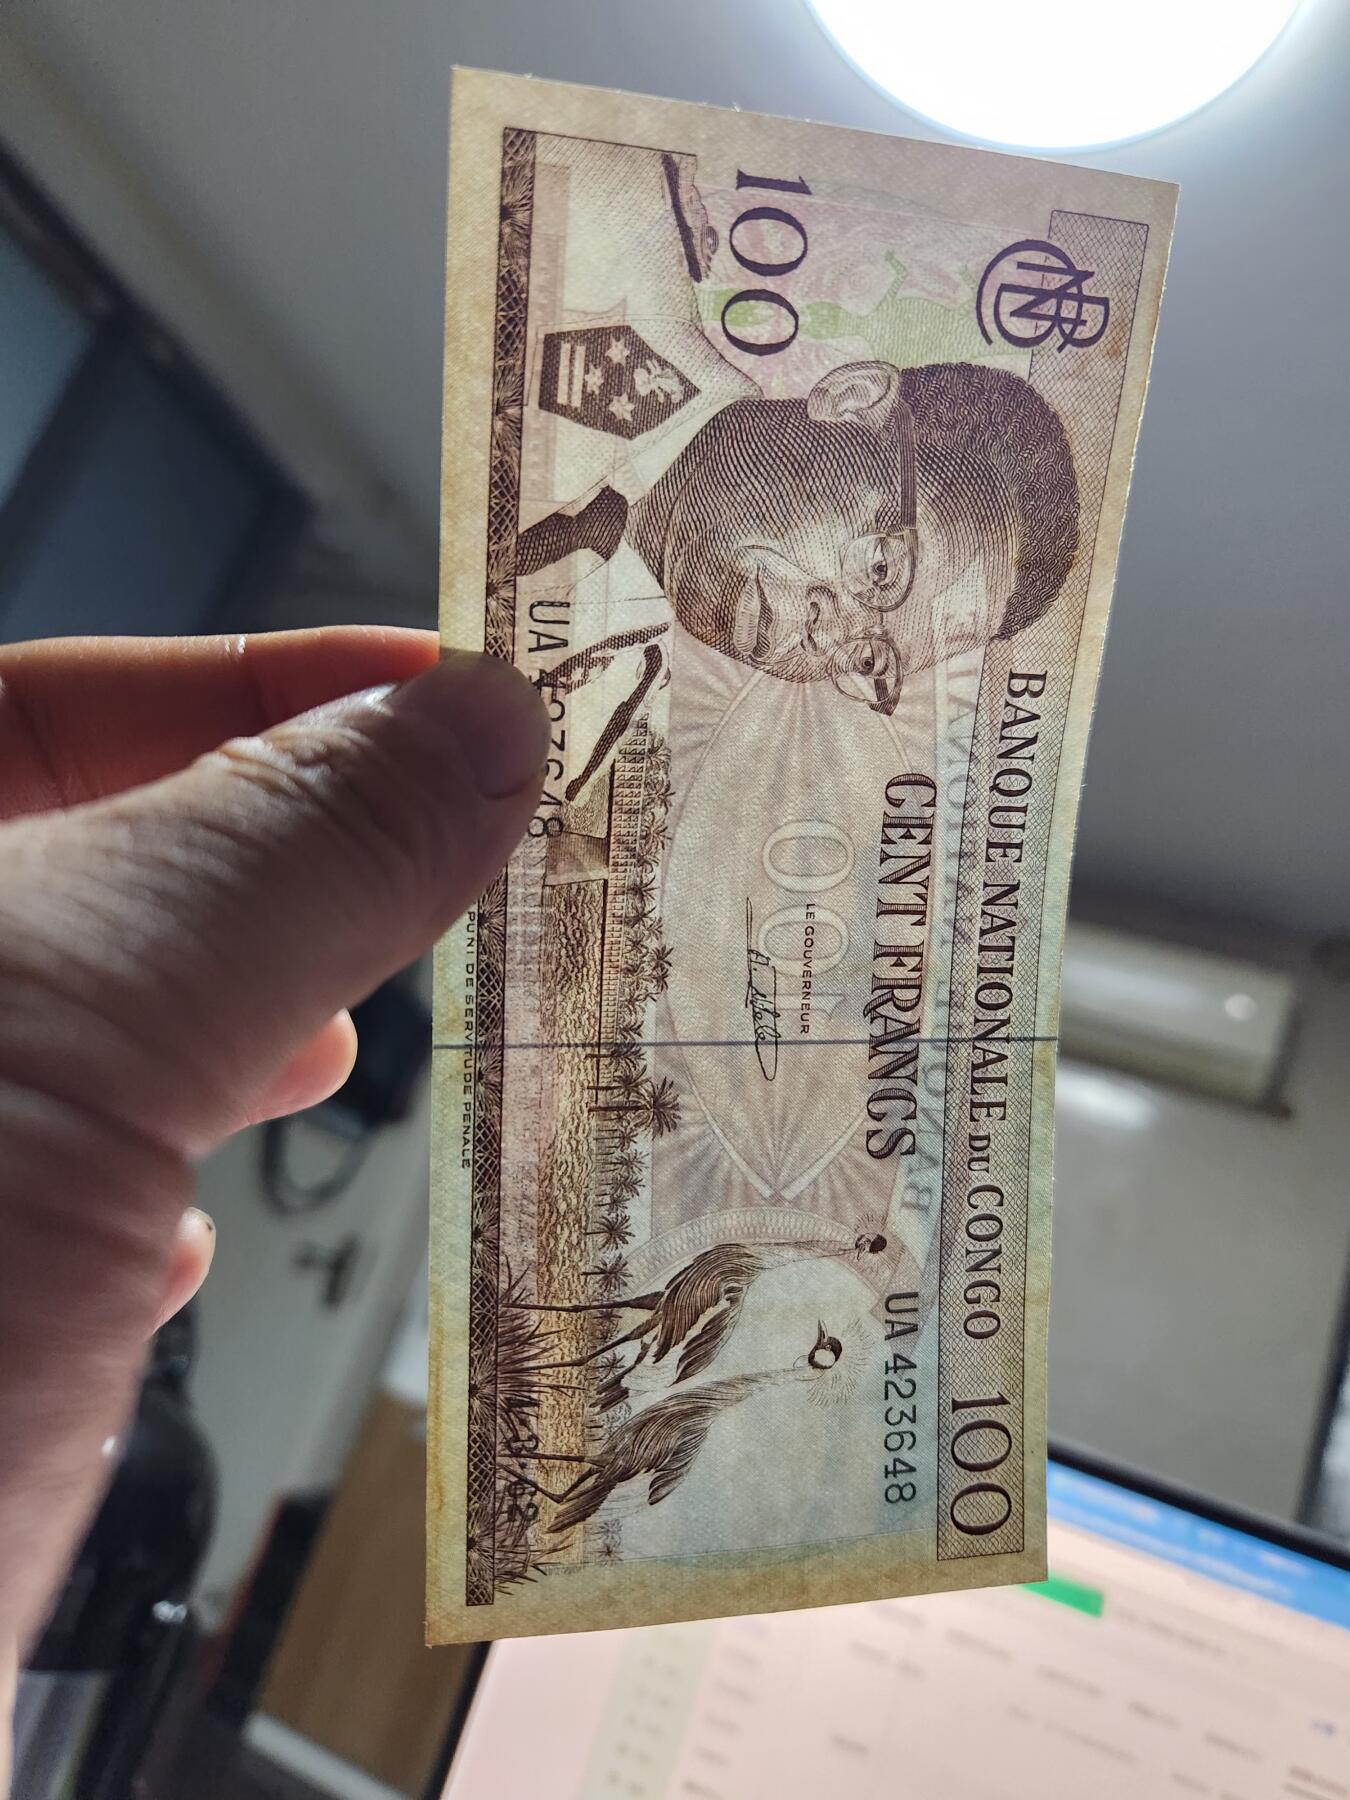 BANQUE NATIONALE DU CONGO 100
CENT FRANCS
UA 423648
100
LE GOUVERNEUR
UA 423648
PUNI DE SERVITUDE PENALE